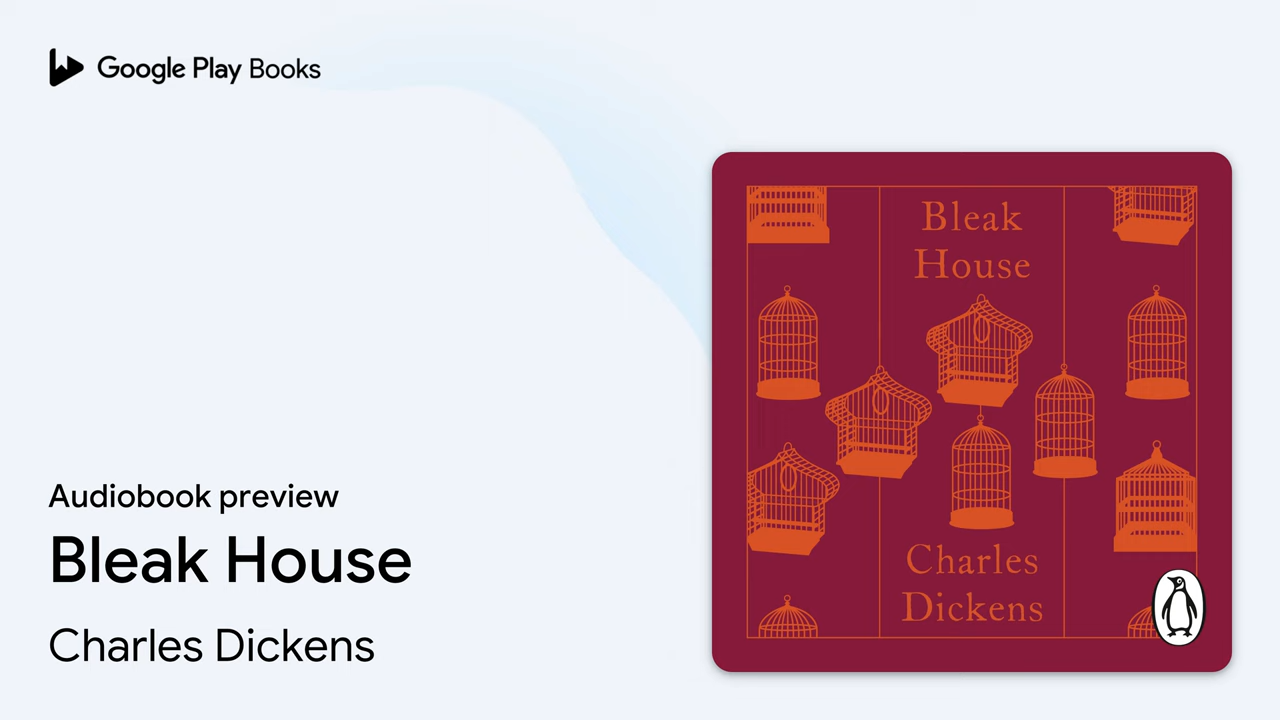 Google Play Books
Audiobook preview
Bleak House
Charles Dickens
Bleak
House
Charles
Dickens